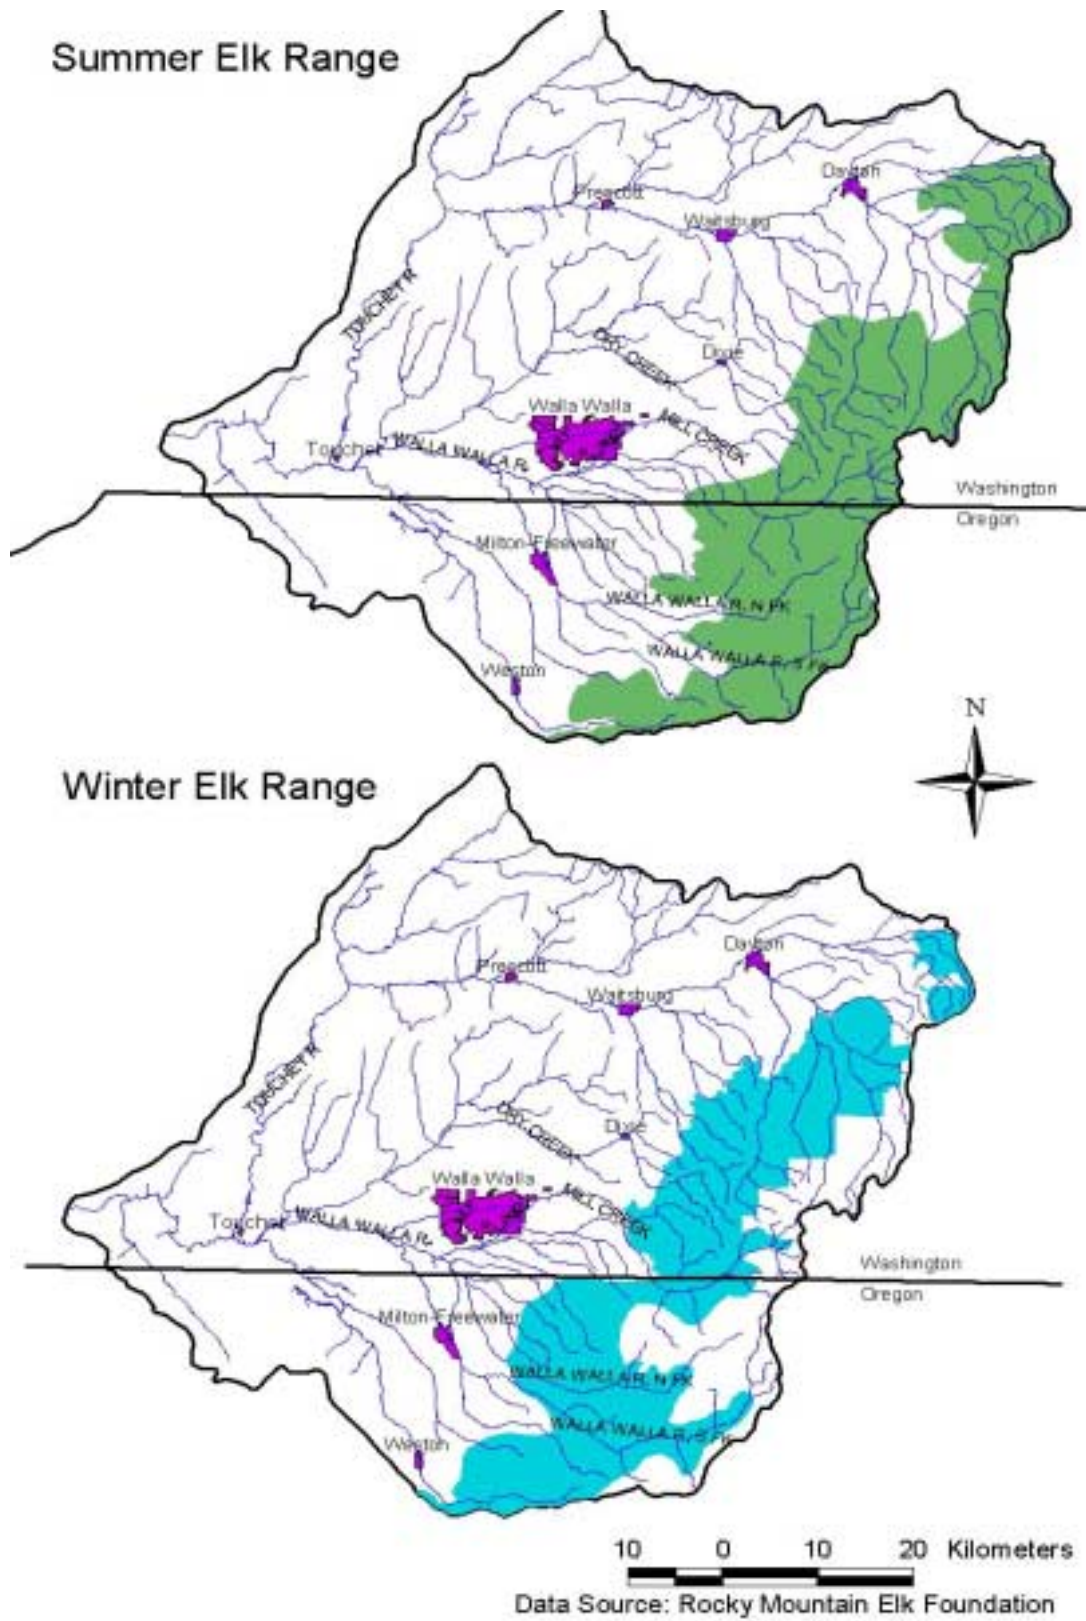 Summer Elk Range
Dayton
Prescott
Waitsburg
TOUCHET R
DRY CREEK
Dixie
Walla Walla
MILL CREEK
Touchet
WALLA WALLA R.
Washington
Oregon
Milton-Freewater
WALLA WALLA R, N FK
WALLA WALLA R, S FK
Weston
N
Winter Elk Range
Dayton
Prescott
Waitsburg
TOUCHET R
DRY CREEK
Dixie
Walla Walla
MILL CREEK
Touchet
WALLA WALLA R.
Washington
Oregon
Milton-Freewater
WALLA WALLA R, N FK
WALLA WALLA R, S FK
Weston
10 0 10 20 Kilometers
Data Source: Rocky Mountain Elk Foundation